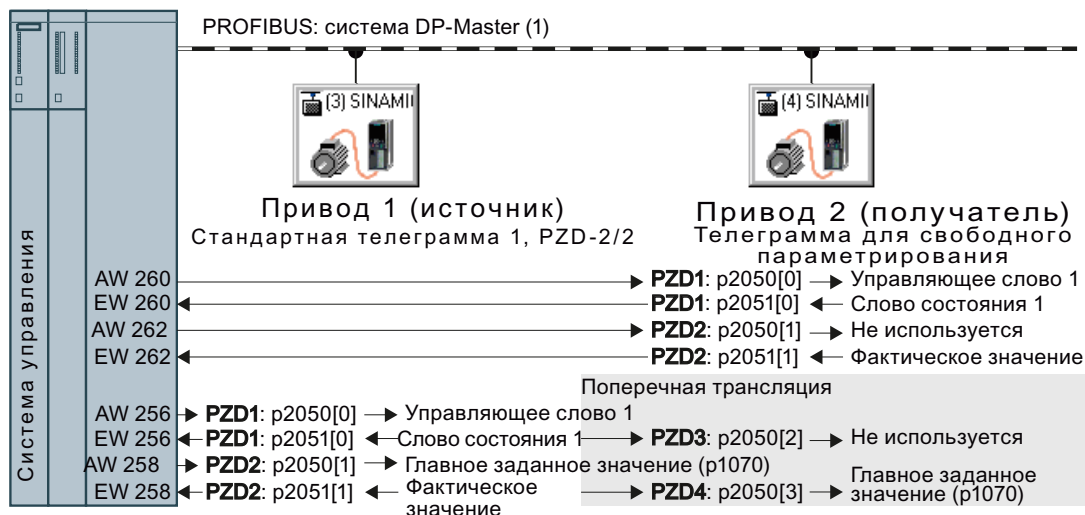 PROFIBUS: система DP-Master (1)
(3) SINAMI
(4) SINAMI
Привод 1 (источник)
Стандартная телеграмма 1, PZD-2/2
Привод 2 (получатель)
Телеграмма для свободного
параметрирования
Система управления
AW 260 PZD1: p2050[0] Управляющее слово 1
EW 260 PZD1: p2051[0] Слово состояния 1
AW 262 PZD2: p2050[1] Не используется
EW 262 PZD2: p2051[1] Фактическое значение
Поперечная трансляция
AW 256 PZD1: p2050[0] Управляющее слово 1
EW 256 PZD1: p2051[0] Слово состояния 1 PZD3: p2050[2] Не используется
AW 258 PZD2: p2050[1] Главное заданное значение (p1070)
EW 258 PZD2: p2051[1] Фактическое
значение
PZD4: p2050[3] Главное заданное
значение (p1070)